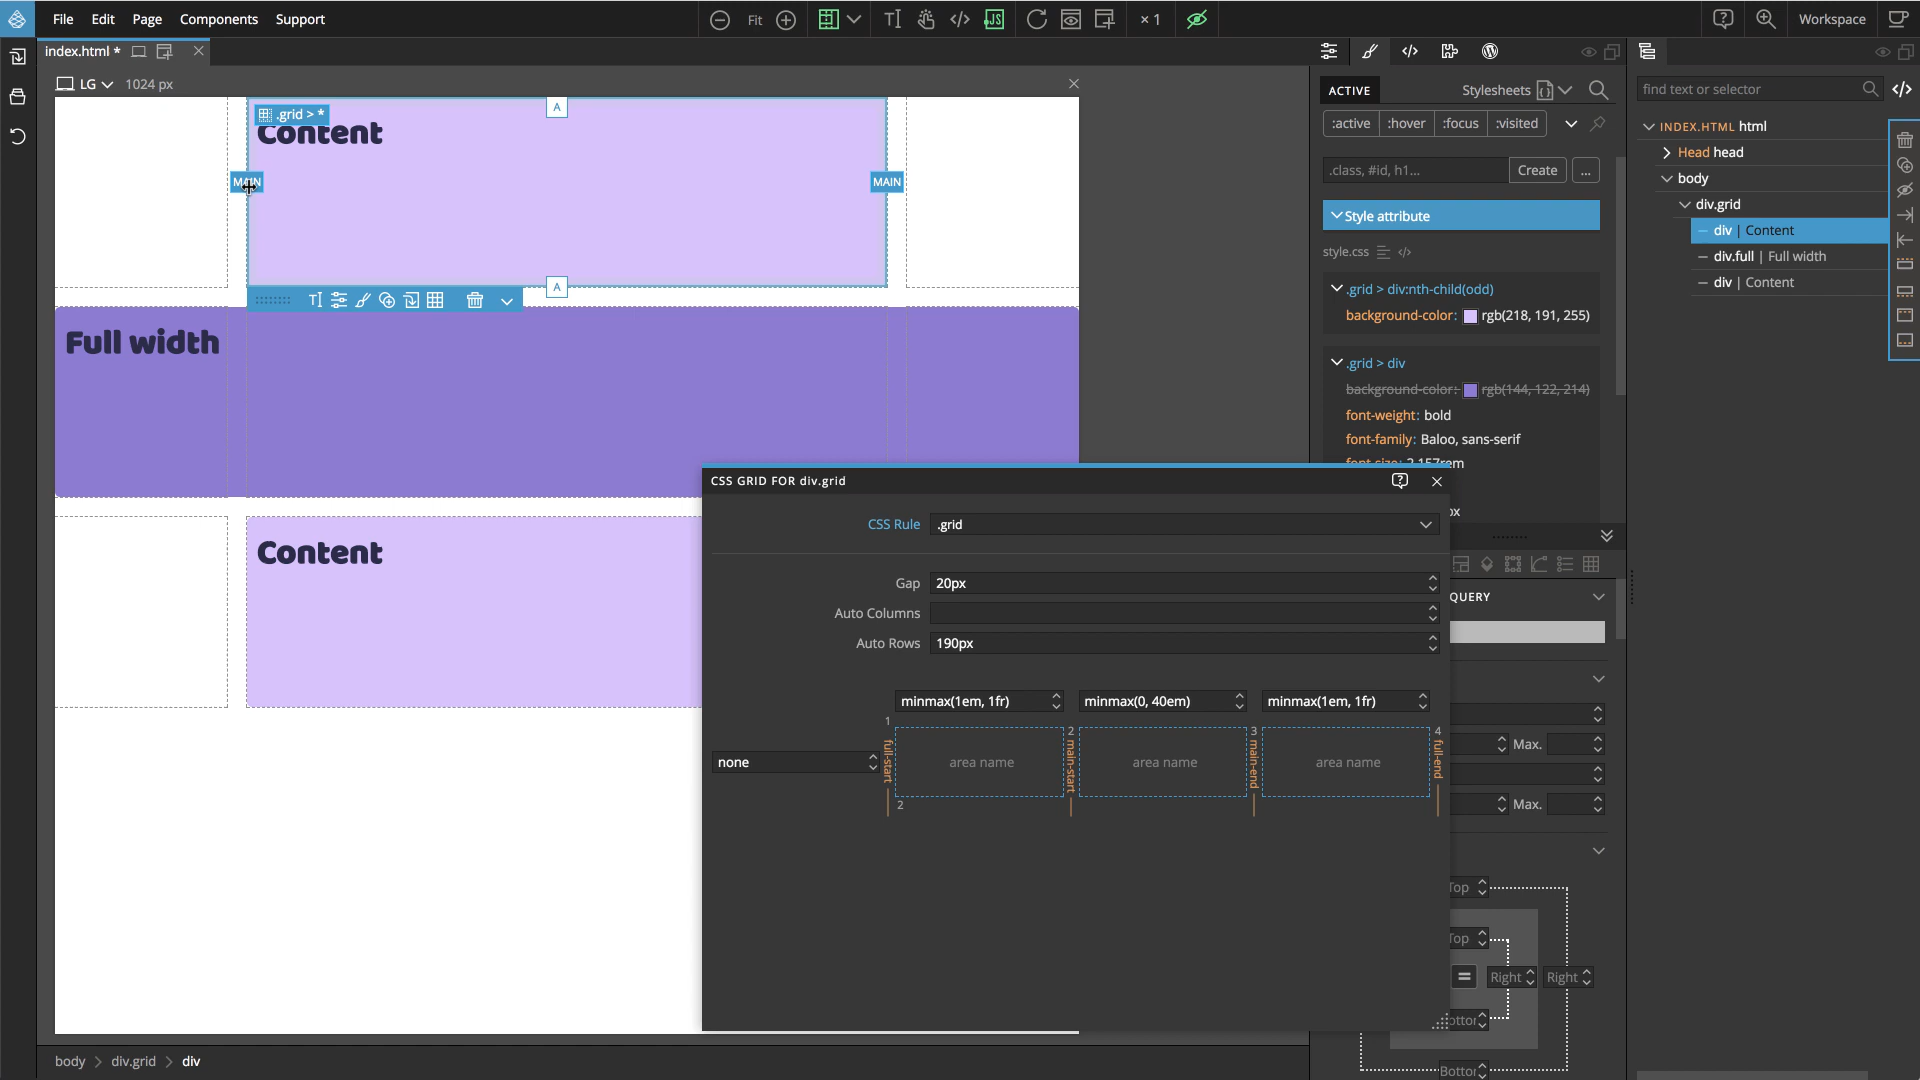 File Edit Page Components Support
Fit
× 1
Workspace
index.html *
LG 1024 px
.grid > *
Content
A
MAIN
MAIN
A
Full width
Content
ACTIVE
Stylesheets
:active :hover :focus :visited
.class, #id, h1...
Create
...
Style attribute
style.css
.grid > div:nth-child(odd)
background-color: rgb(218, 191, 255)
.grid > div
background-color: rgb(144, 122, 214)
font-weight: bold
font-family: Baloo, sans-serif
font-size: 2.157rem
QUERY
Max.
Max.
Top
Top
Right
Right
find text or selector
INDEX.HTML html
Head head
body
div.grid
div | Content
div.full | Full width
div | Content
CSS GRID FOR div.grid
CSS Rule .grid
Gap 20px
Auto Columns
Auto Rows 190px
minmax(1em, 1fr) minmax(0, 40em) minmax(1em, 1fr)
1 2 3 4
none
full-start
area name
main-start
area name
main-end
area name
full-end
2
body > div.grid > div